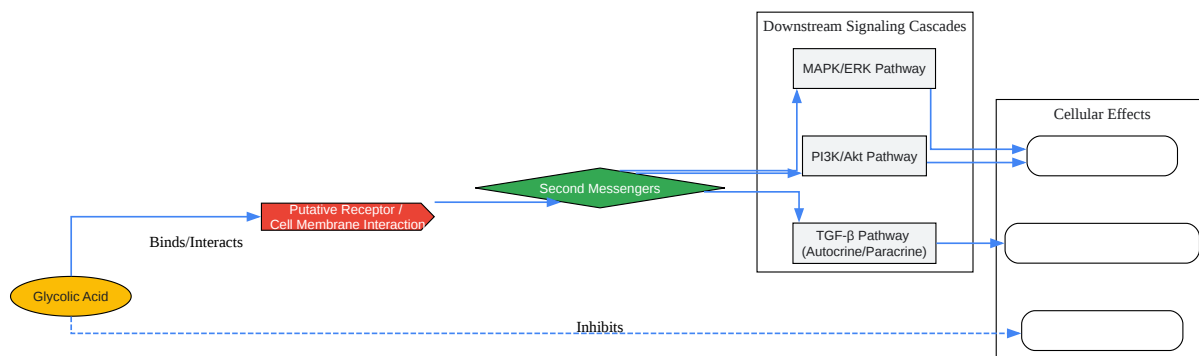 Downstream Signaling Cascades
MAPK/ERK Pathway
Cellular Effects
PI3K/Akt Pathway
Second Messengers
Putative Receptor /
Cell Membrane Interaction
Binds/Interacts
TGF-β Pathway
(Autocrine/Paracrine)
Glycolic Acid
Inhibits